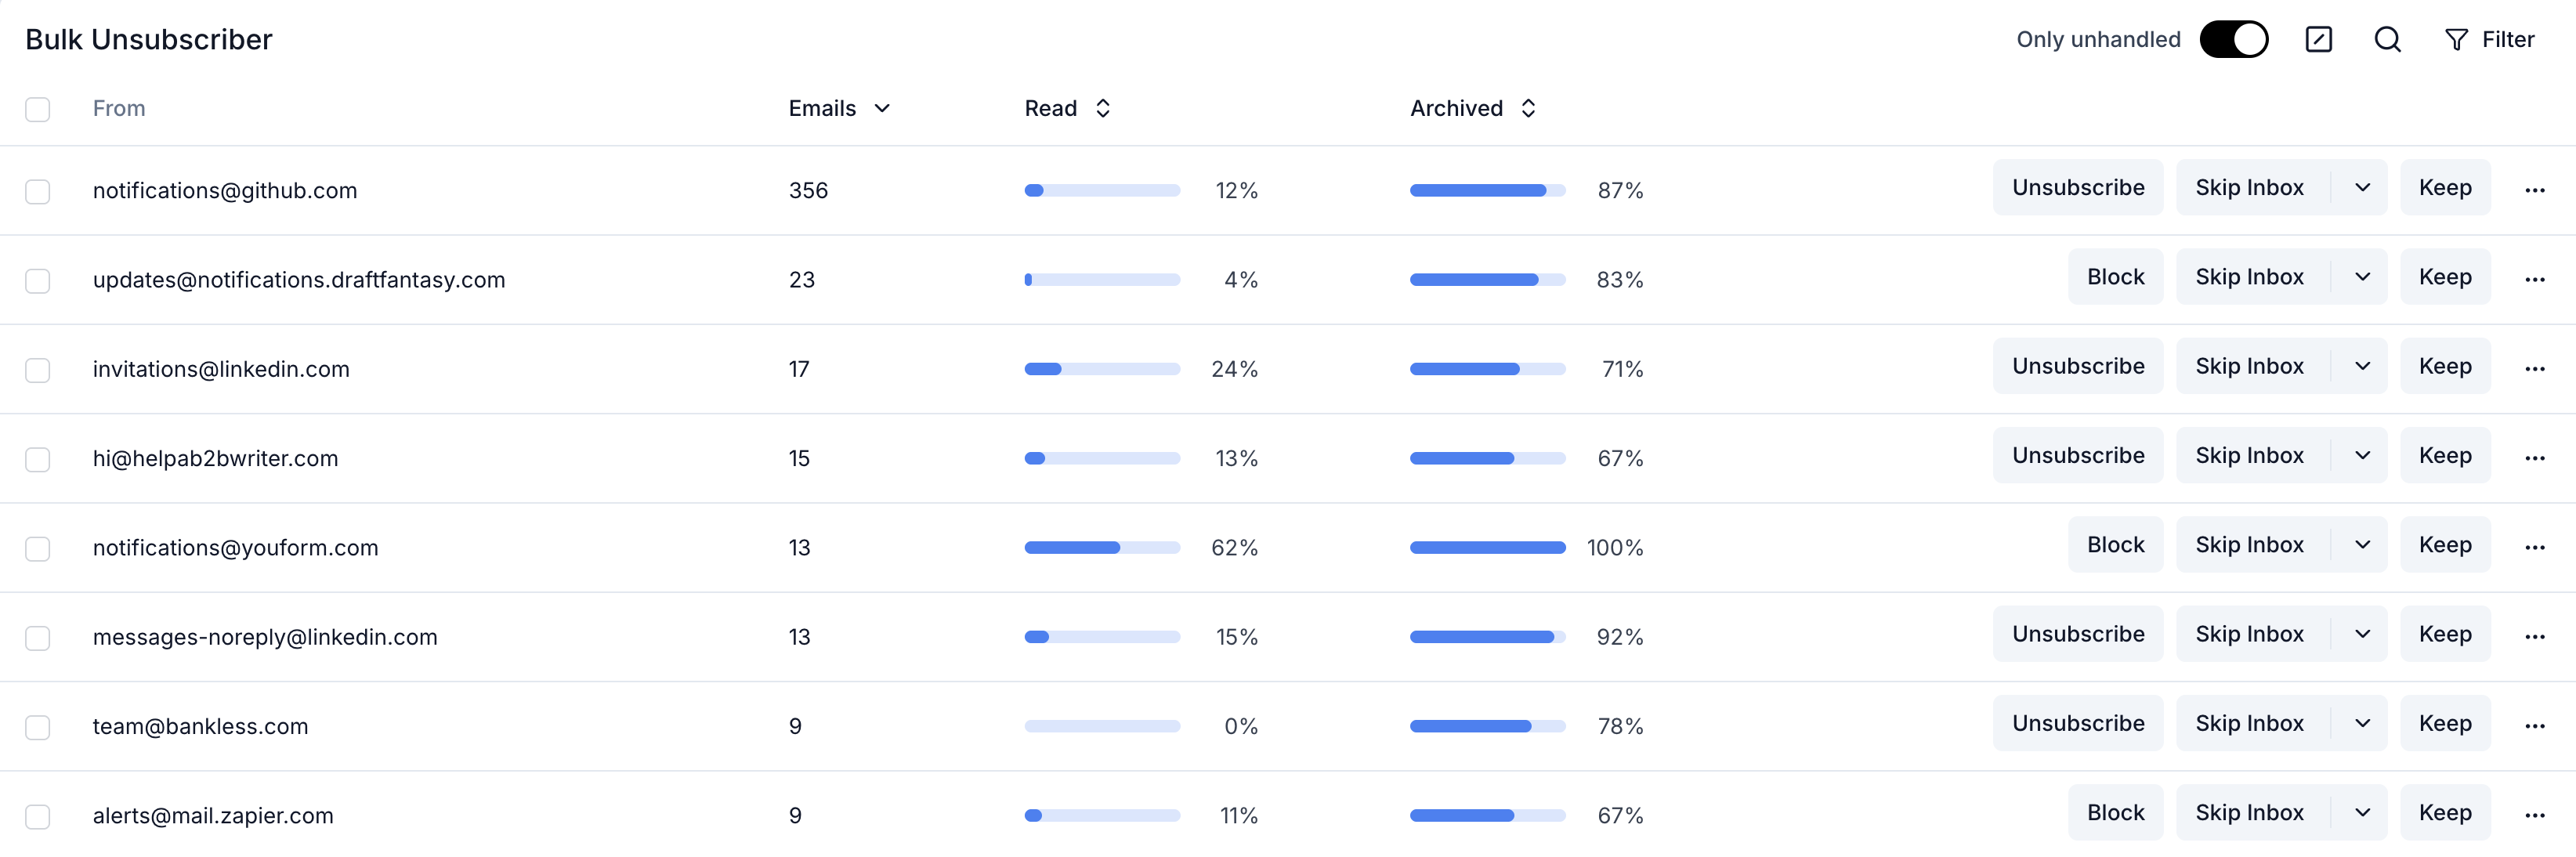 Bulk Unsubscriber Only unhandled Filter
From Emails Read Archived
notifications@github.com 356 12% 87% Unsubscribe Skip Inbox Keep ...
updates@notifications.draftfantasy.com 23 4% 83% Block Skip Inbox Keep ...
invitations@linkedin.com 17 24% 71% Unsubscribe Skip Inbox Keep ...
hi@helpab2bwriter.com 15 13% 67% Unsubscribe Skip Inbox Keep ...
notifications@youform.com 13 62% 100% Block Skip Inbox Keep ...
messages-noreply@linkedin.com 13 15% 92% Unsubscribe Skip Inbox Keep ...
team@bankless.com 9 0% 78% Unsubscribe Skip Inbox Keep ...
alerts@mail.zapier.com 9 11% 67% Block Skip Inbox Keep ...